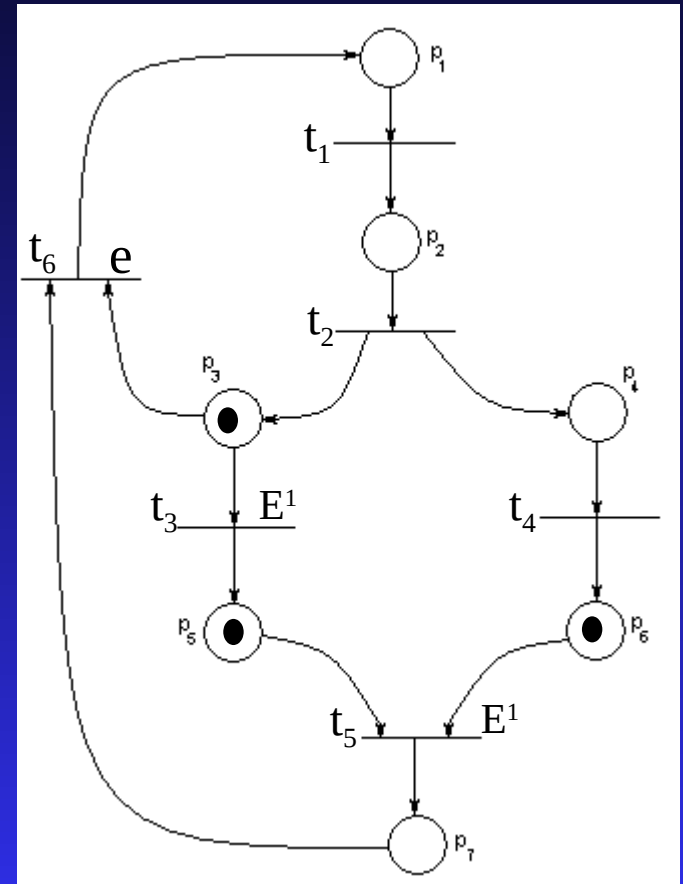 p₁
t₁
p₂
t₆ e
t₂
p₃
p₄
t₃ E¹
t₄
p₅
p₆
t₅ E¹
p₇